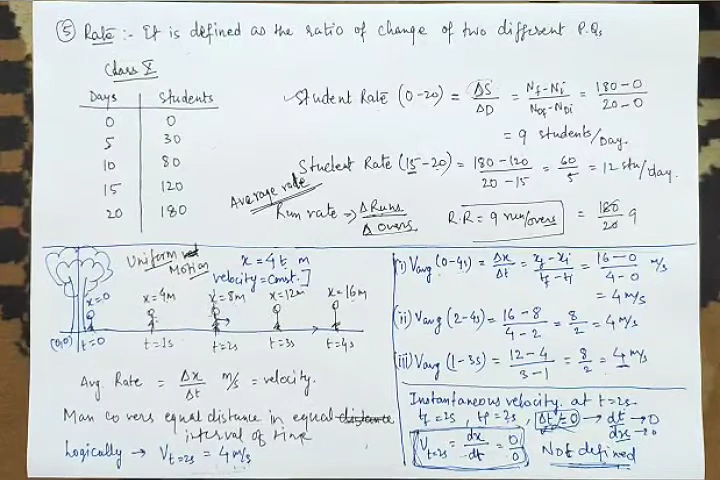 ⑤ Rate :- It is defined as the ratio of change of two different P.Qs
Class X
Days Students
0 0
5 30
10 80
15 120
20 180
Student Rate (0-20) = ΔS/ΔD = (Nf - Ni)/(NDf - NDi) = (180-0)/(20-0)
= 9 students/Day.
Student Rate (15-20) = (180-120)/(20-15) = 60/5 = 12 stu/day.
Average rate
Run rate → ΔRuns/Δovers R.R = 9 run/overs = 180/20 9
Uniform Motion x = 4t m
velocity = const.]
x=0 x=4m x=8m x=12m x=16m
(0,0) t=0 t=1s t=2s t=3s t=4s
Avg. Rate = Δx/Δt m/s = velocity.
Man covers equal distance in equal distance
interval of time
Logically → Vt=2s = 4 m/s
(i) Vavg (0-4s) = Δx/Δt = (xf - xi)/(tf - ti) = (16-0)/(4-0) m/s
= 4 m/s
(ii) Vavg (2-4s) = (16-8)/(4-2) = 8/2 = 4 m/s
(iii) Vavg (1-3s) = (12-4)/(3-1) = 8/2 = 4 m/s
Instantaneous velocity at t=2s
tf = 2s, Δt = 0 → dt → 0
dx → 0
Vt=2s = dx/dt = 0/0 Not defined